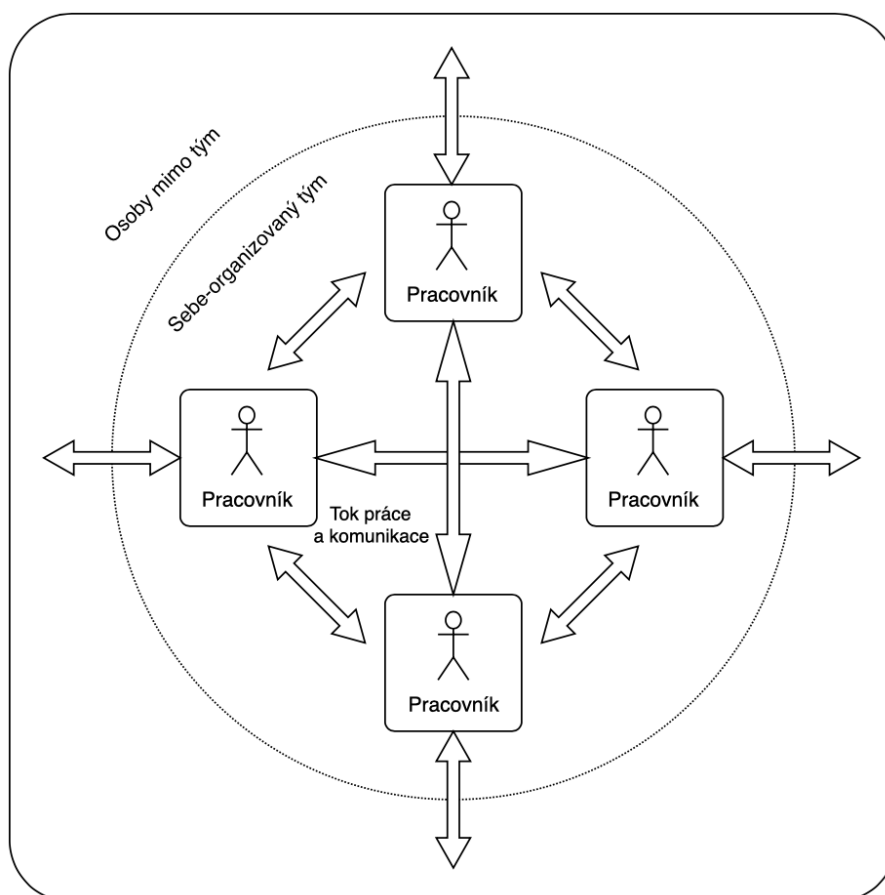 Osoby mimo tým
Sebe-organizovaný tým
Pracovník
Pracovník
Pracovník
Tok práce
a komunikace
Pracovník